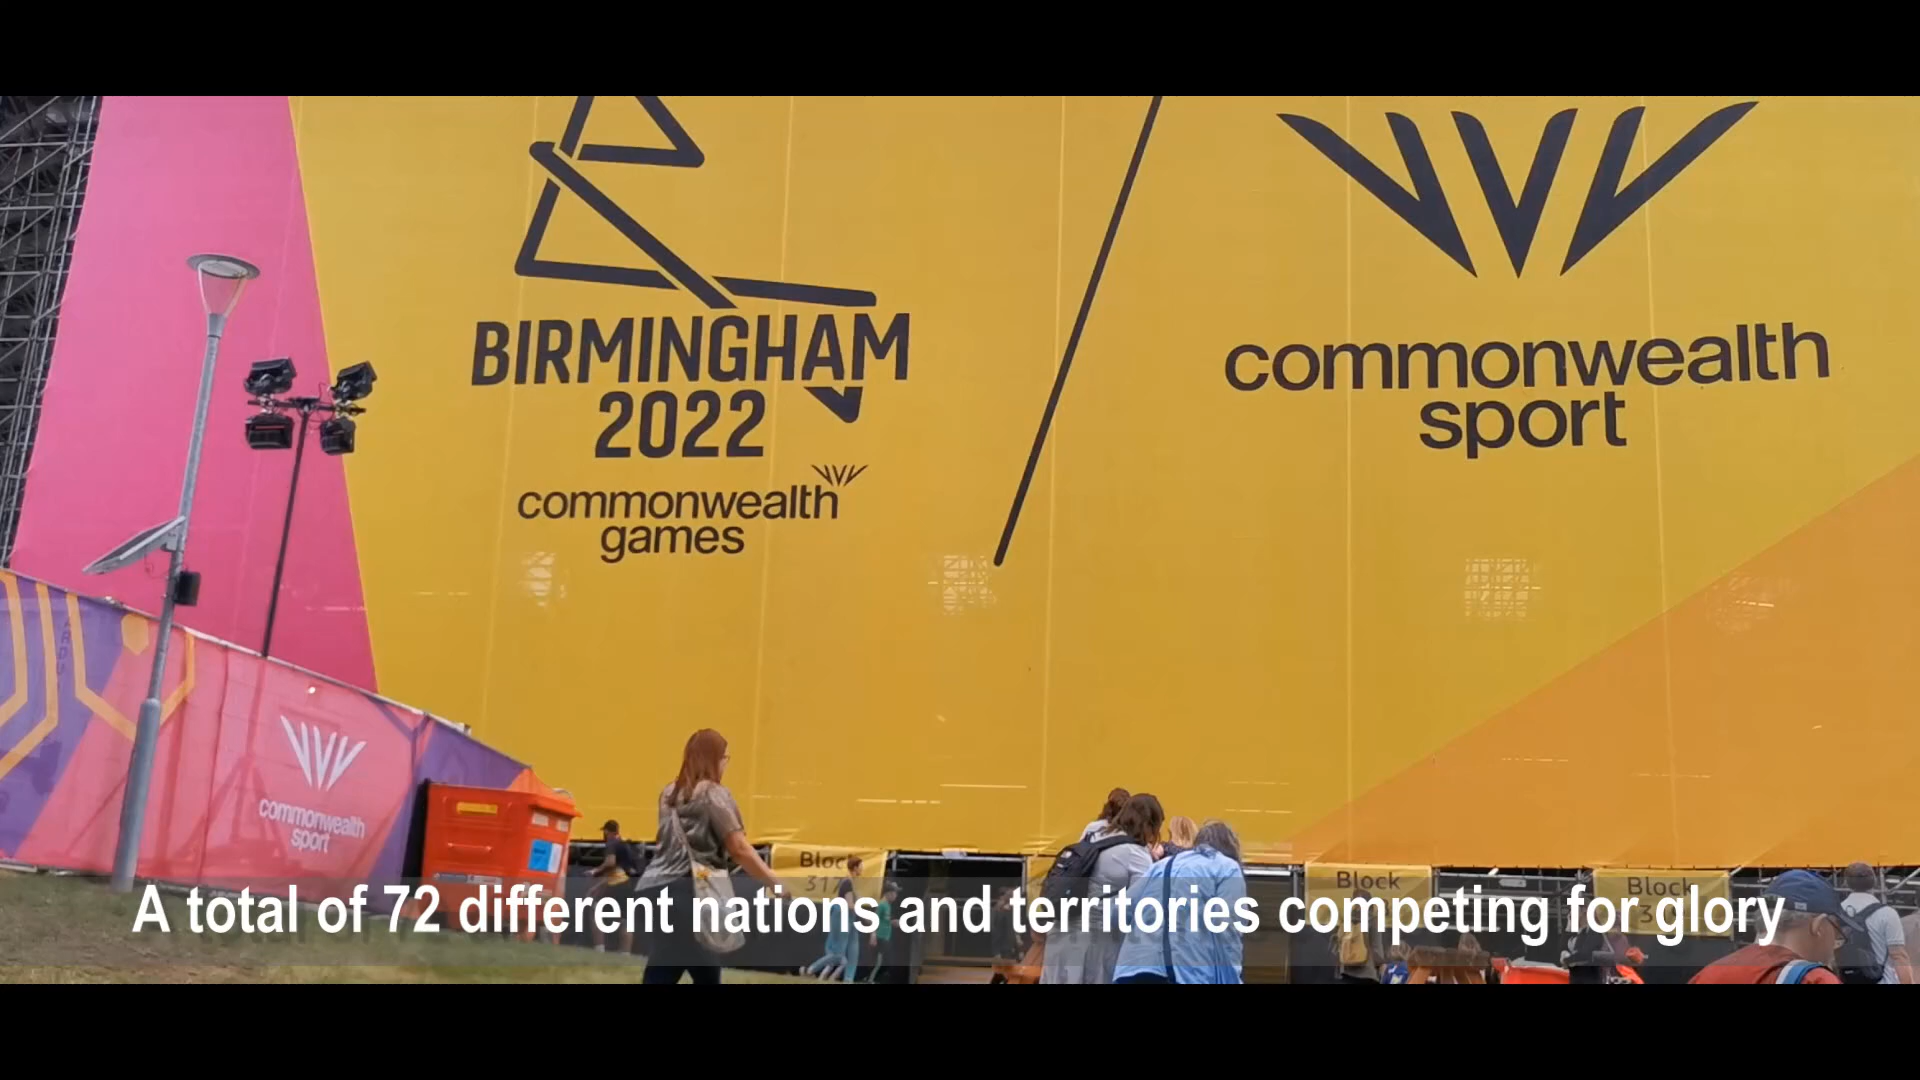 BIRMINGHAM
2022
commonwealth
games
commonwealth
sport
commonwealth
sport
Block
317
Block
Block
A total of 72 different nations and territories competing for glory